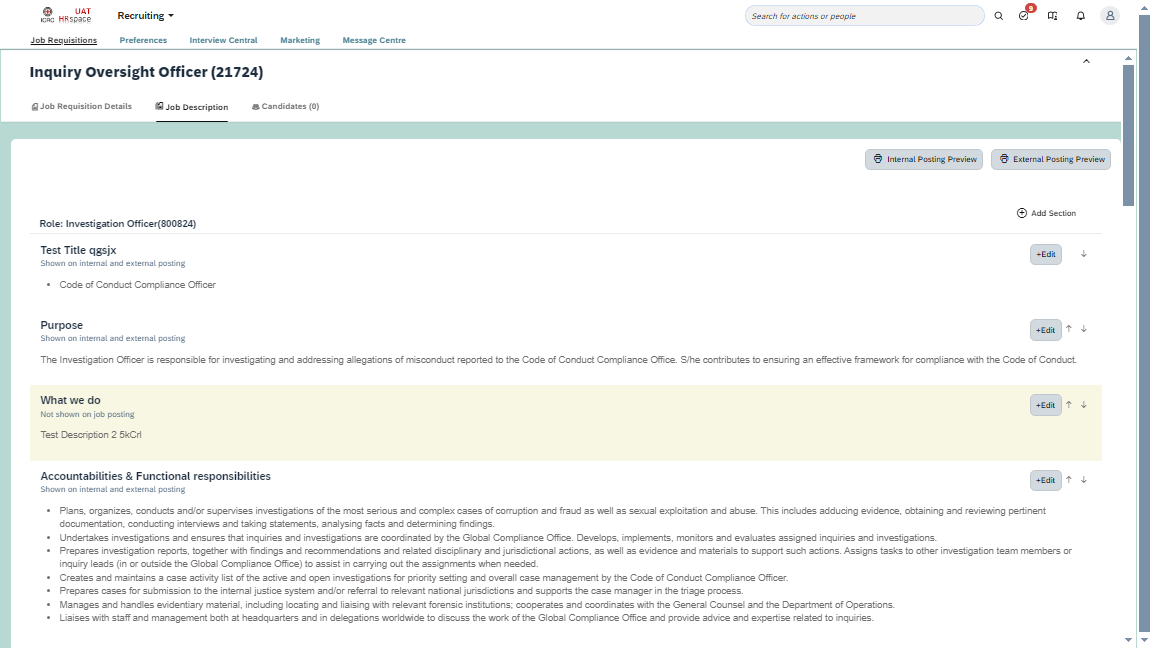 ICRC UAT HRspace
Recruiting
Search for actions or people
9
Job Requisitions Preferences Interview Central Marketing Message Centre
Inquiry Oversight Officer (21724)
Job Requisition Details Job Description Candidates (0)
Internal Posting Preview External Posting Preview
Add Section
Role: Investigation Officer(800824)
Test Title qgsjx
Shown on internal and external posting
+Edit
• Code of Conduct Compliance Officer
Purpose
Shown on internal and external posting
+Edit
The Investigation Officer is responsible for investigating and addressing allegations of misconduct reported to the Code of Conduct Compliance Office. S/he contributes to ensuring an effective framework for compliance with the Code of Conduct.
What we do
Not shown on job posting
+Edit
Test Description 2 5kCrl
Accountabilities & Functional responsibilities
Shown on internal and external posting
+Edit
• Plans, organizes, conducts and/or supervises investigations of the most serious and complex cases of corruption and fraud as well as sexual exploitation and abuse. This includes adducing evidence, obtaining and reviewing pertinent
documentation, conducting interviews and taking statements, analysing facts and determining findings.
• Undertakes investigations and ensures that inquiries and investigations are coordinated by the Global Compliance Office. Develops, implements, monitors and evaluates assigned inquiries and investigations.
• Prepares investigation reports, together with findings and recommendations and related disciplinary and jurisdictional actions, as well as evidence and materials to support such actions. Assigns tasks to other investigation team members or
inquiry leads (in or outside the Global Compliance Office) to assist in carrying out the assignments when needed.
• Creates and maintains a case activity list of the active and open investigations for priority setting and overall case management by the Code of Conduct Compliance Officer.
• Prepares cases for submission to the internal justice system and/or referral to relevant national jurisdictions and supports the case manager in the triage process.
• Manages and handles evidentiary material, including locating and liaising with relevant forensic institutions; cooperates and coordinates with the General Counsel and the Department of Operations.
• Liaises with staff and management both at headquarters and in delegations worldwide to discuss the work of the Global Compliance Office and provide advice and expertise related to inquiries.